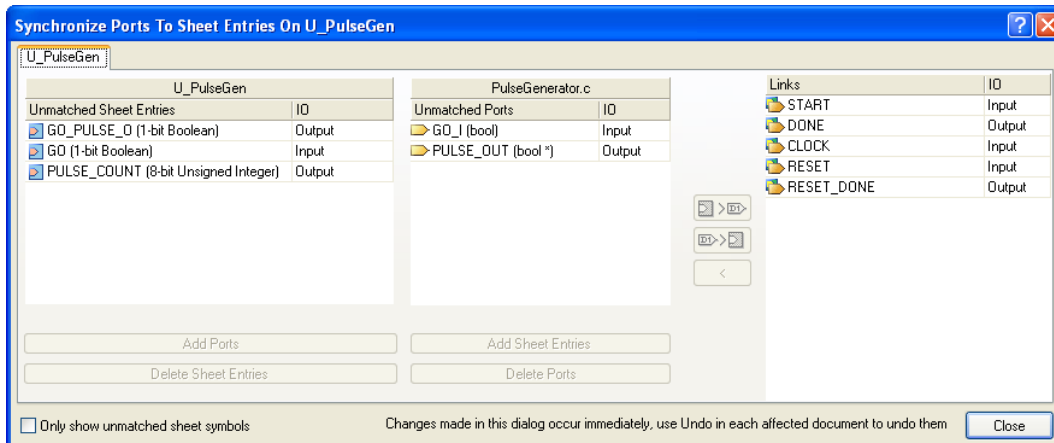 Synchronize Ports To Sheet Entries On U_PulseGen
U_PulseGen
U_PulseGen
Unmatched Sheet Entries IO
GO_PULSE_O (1-bit Boolean) Output
GO (1-bit Boolean) Input
PULSE_COUNT (8-bit Unsigned Integer) Output
Add Ports
Delete Sheet Entries
PulseGenerator.c
Unmatched Ports IO
GO_I (bool) Input
PULSE_OUT (bool *) Output
Add Sheet Entries
Delete Ports
> D1
D1 >
<
Links IO
START Input
DONE Output
CLOCK Input
RESET Input
RESET_DONE Output
Only show unmatched sheet symbols
Changes made in this dialog occur immediately, use Undo in each affected document to undo them
Close